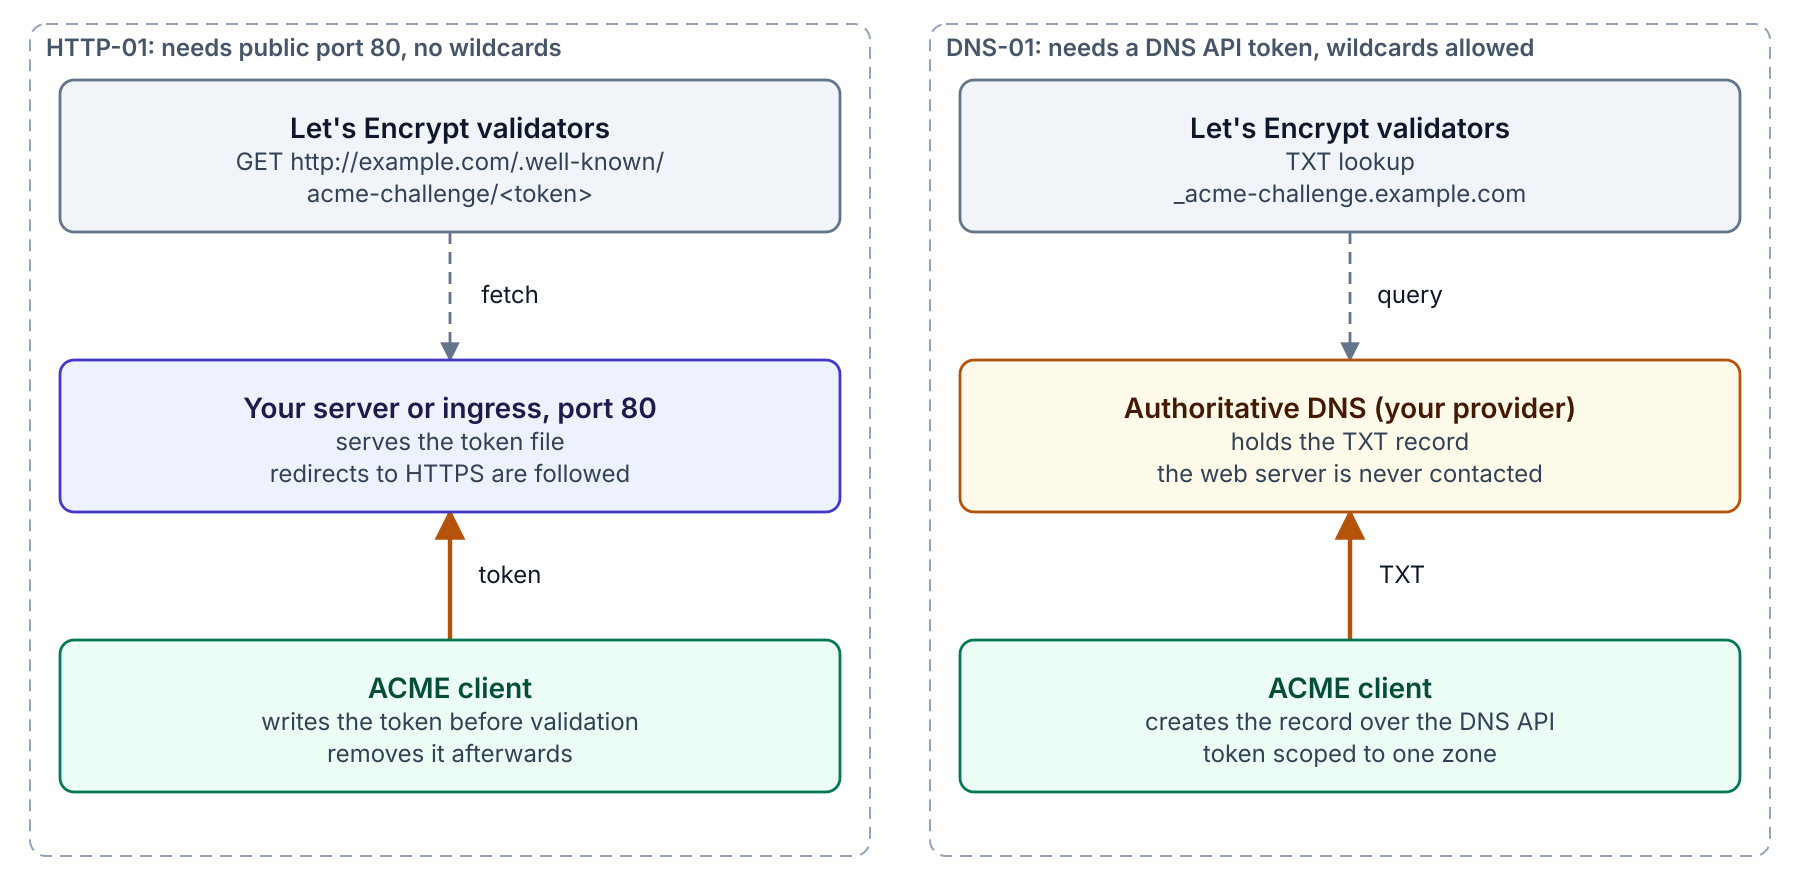 HTTP-01: needs public port 80, no wildcards
Let's Encrypt validators
GET http://example.com/.well-known/
acme-challenge/<token>
fetch
Your server or ingress, port 80
serves the token file
redirects to HTTPS are followed
token
ACME client
writes the token before validation
removes it afterwards
DNS-01: needs a DNS API token, wildcards allowed
Let's Encrypt validators
TXT lookup
_acme-challenge.example.com
query
Authoritative DNS (your provider)
holds the TXT record
the web server is never contacted
TXT
ACME client
creates the record over the DNS API
token scoped to one zone